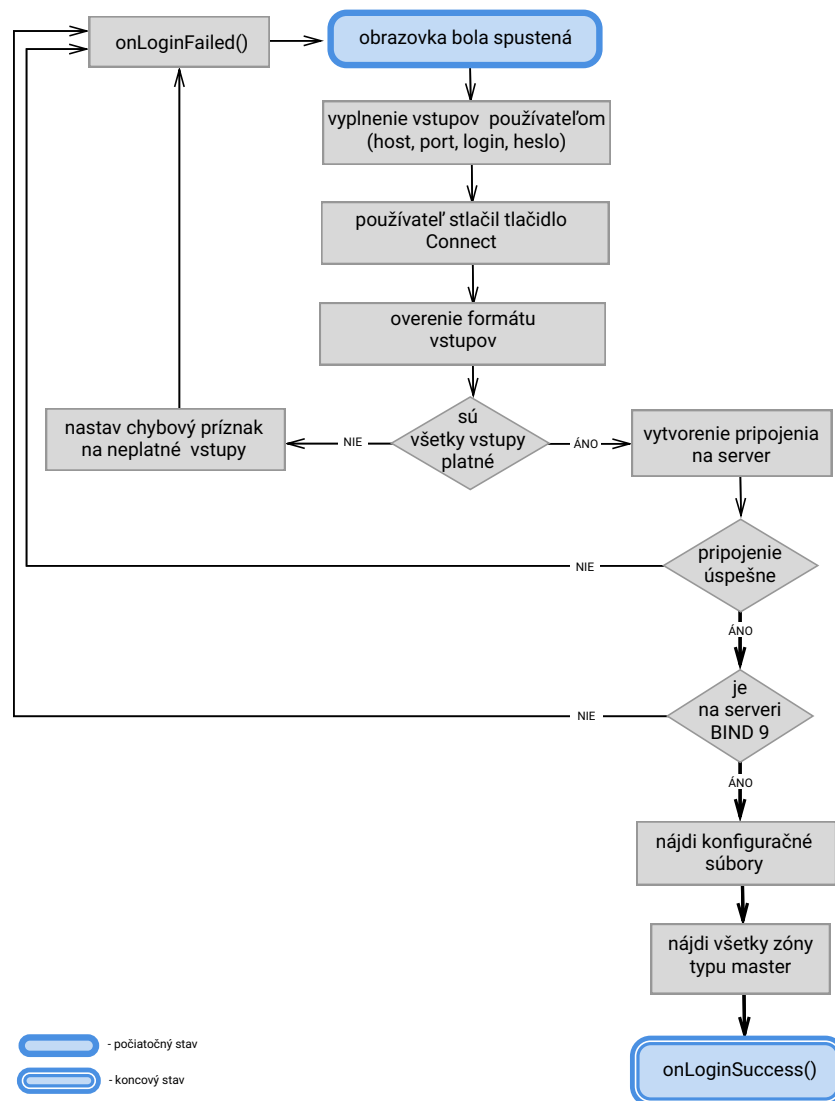 onLoginFailed()
obrazovka bola spustená
vyplnenie vstupov používateľom
(host, port, login, heslo)
používateľ stlačil tlačidlo
Connect
overenie formátu
vstupov
sú
všetky vstupy
platné
NIE
nastav chybový príznak
na neplatné vstupy
ÁNO
vytvorenie pripojenia
na server
pripojenie
úspešne
NIE
ÁNO
je
na serveri
BIND 9
NIE
ÁNO
nájdi konfiguračné
súbory
nájdi všetky zóny
typu master
onLoginSuccess()
- počiatočný stav
- koncový stav